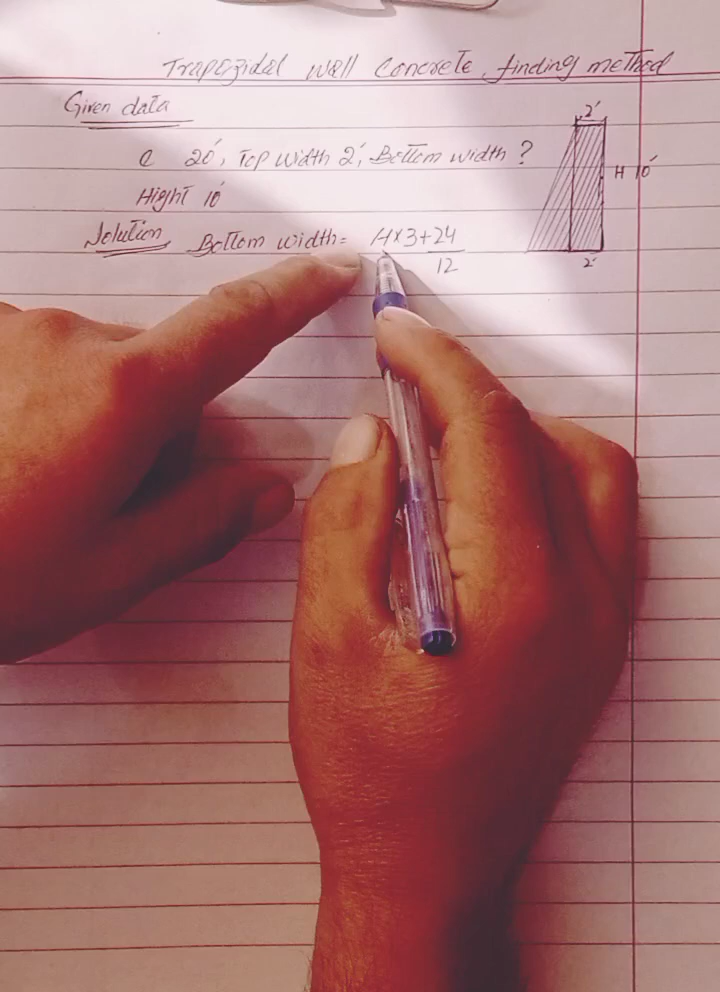 Trapozidal wall Concrete, finding method
Given data
2'
20', Top width 2', Bottom width ?
H 10'
Hight 10'
Solution Bottom width = H×3+24
12
2'